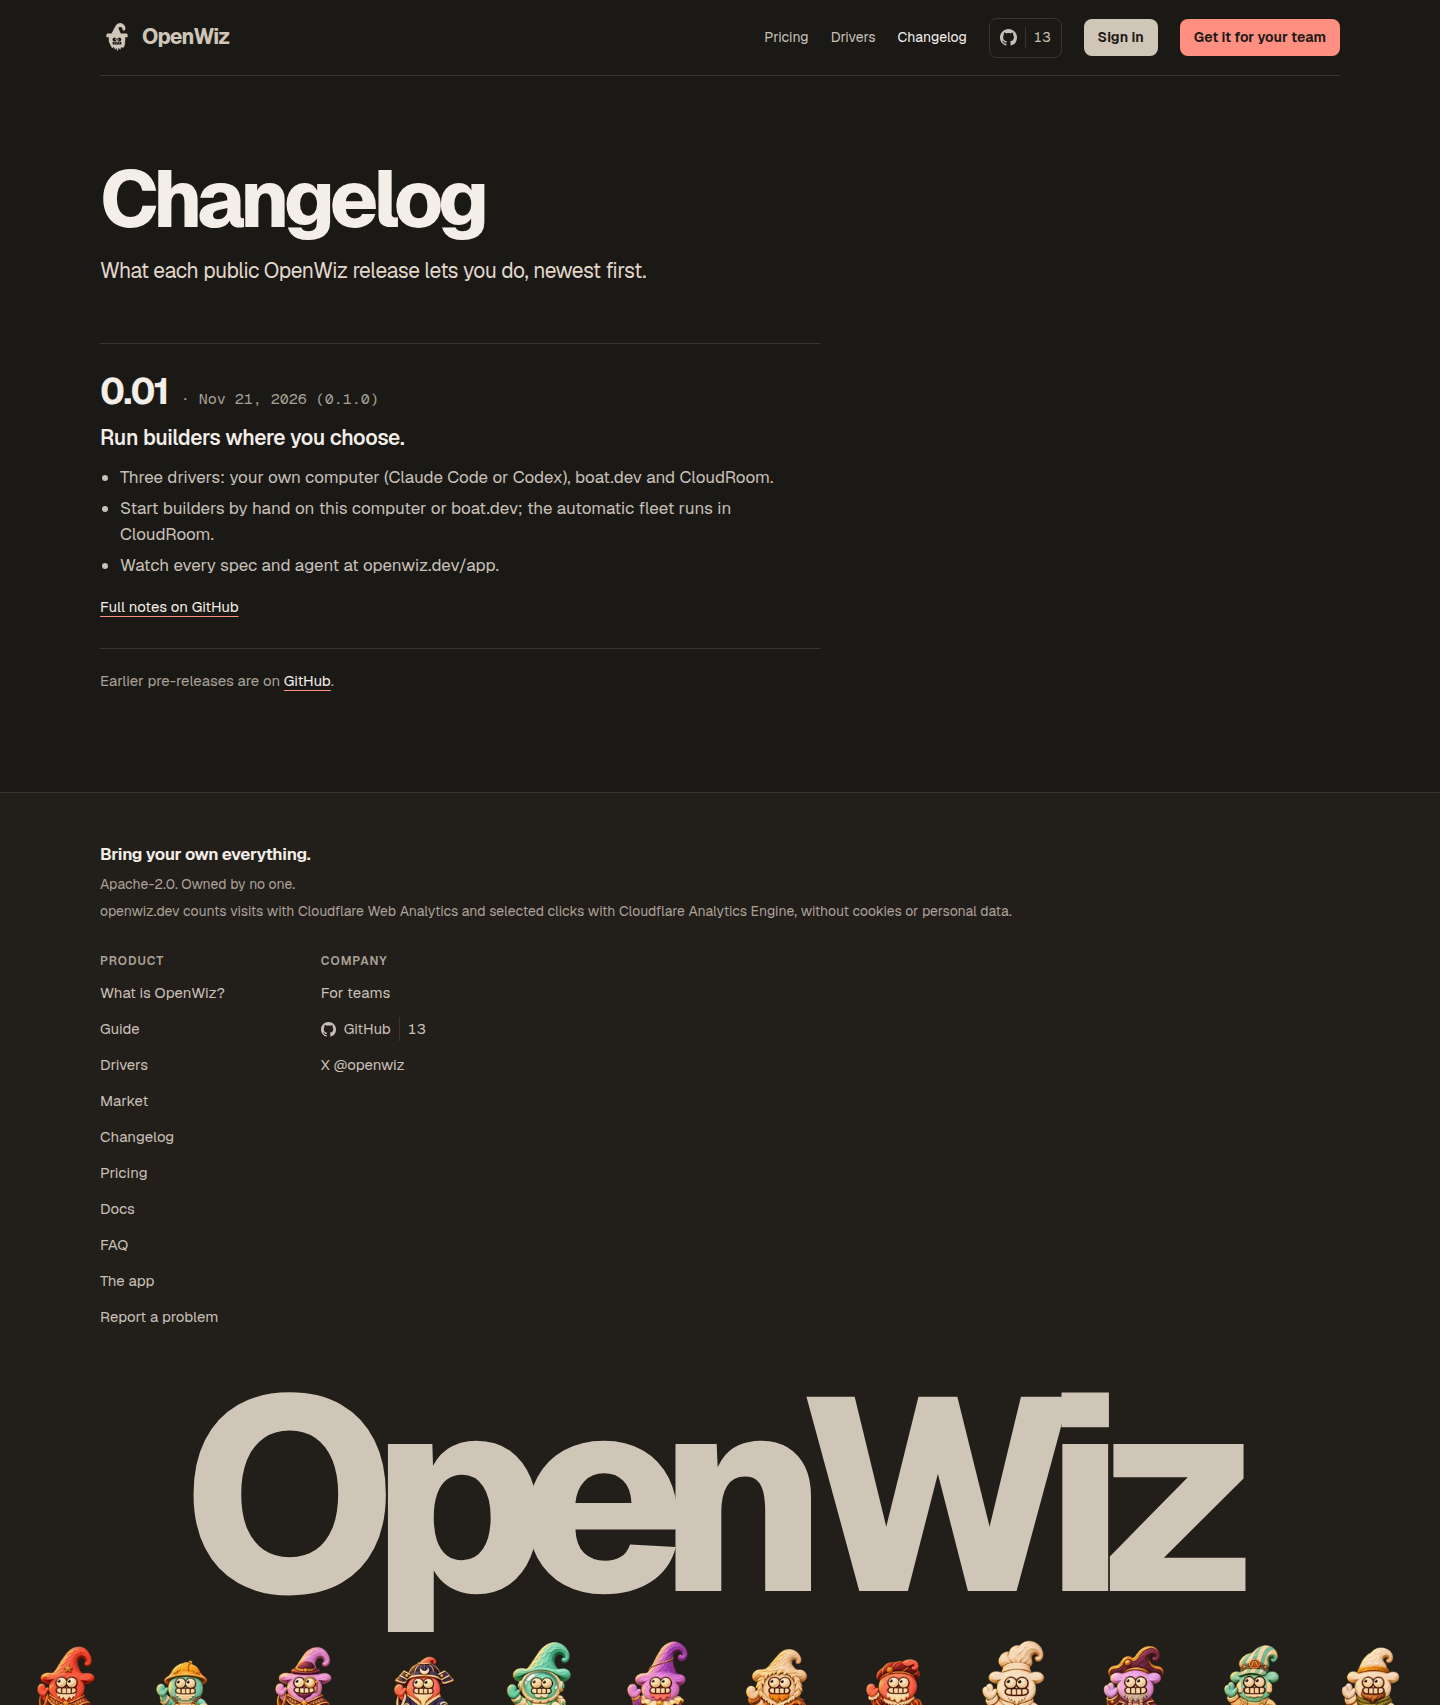 OpenWiz
Pricing
Drivers
Changelog
13
Sign in
Get it for your team
Changelog
What each public OpenWiz release lets you do, newest first.
0.01 · Nov 21, 2026 (0.1.0)
Run builders where you choose.
• Three drivers: your own computer (Claude Code or Codex), boat.dev and CloudRoom.
• Start builders by hand on this computer or boat.dev; the automatic fleet runs in
CloudRoom.
• Watch every spec and agent at openwiz.dev/app.
Full notes on GitHub
Earlier pre-releases are on GitHub.
Bring your own everything.
Apache-2.0. Owned by no one.
openwiz.dev counts visits with Cloudflare Web Analytics and selected clicks with Cloudflare Analytics Engine, without cookies or personal data.
PRODUCT
What is OpenWiz?
Guide
Drivers
Market
Changelog
Pricing
Docs
FAQ
The app
Report a problem
COMPANY
For teams
GitHub 13
X @openwiz
OpenWiz